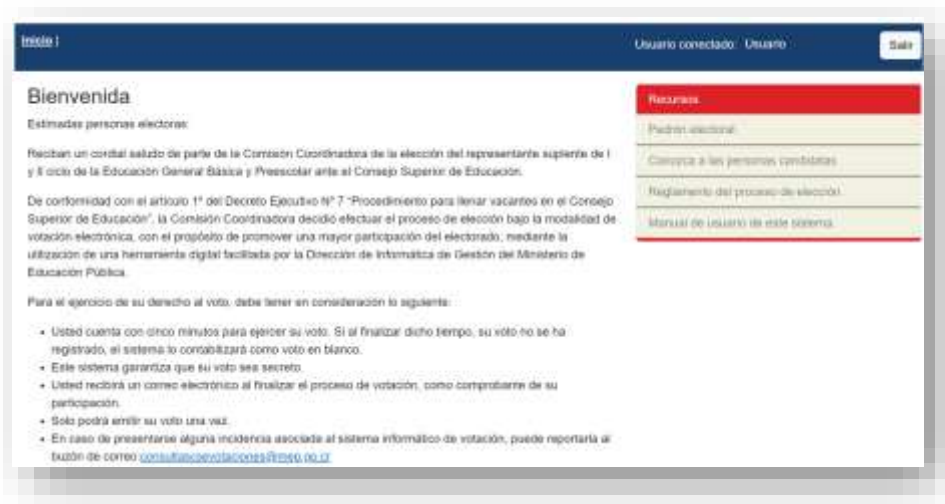 Inicio |
Usuario conectado: Usuario
Salir
Bienvenida
Estimadas personas electoras:
Reciban un cordial saludo de parte de la Comisión Coordinadora de la elección del representante suplente de I
y II ciclo de la Educación General Básica y Preescolar ante el Consejo Superior de Educación.
De conformidad con el artículo 1° del Decreto Ejecutivo N° 7 "Procedimiento para llenar vacantes en el Consejo
Superior de Educación", la Comisión Coordinadora decidió efectuar el proceso de elección bajo la modalidad de
votación electrónica, con el propósito de promover una mayor participación del electorado, mediante la
utilización de una herramienta digital facilitada por la Dirección de Informática de Gestión del Ministerio de
Educación Pública.
Para el ejercicio de su derecho al voto, debe tener en consideración lo siguiente:
• Usted cuenta con cinco minutos para ejercer su voto. Si al finalizar dicho tiempo, su voto no se ha
registrado, el sistema lo contabilizará como voto en blanco.
• Este sistema garantiza que su voto sea secreto.
• Usted recibirá un correo electrónico al finalizar el proceso de votación, como comprobante de su
participación.
• Solo podrá emitir su voto una vez.
• En caso de presentarse alguna incidencia asociada al sistema informático de votación, puede reportarla al
buzón de correo consultascsevotaciones@mep.go.cr
Recursos
Padrón electoral
Conozca a las personas candidatas
Reglamento del proceso de elección
Manual de usuario de este sistema